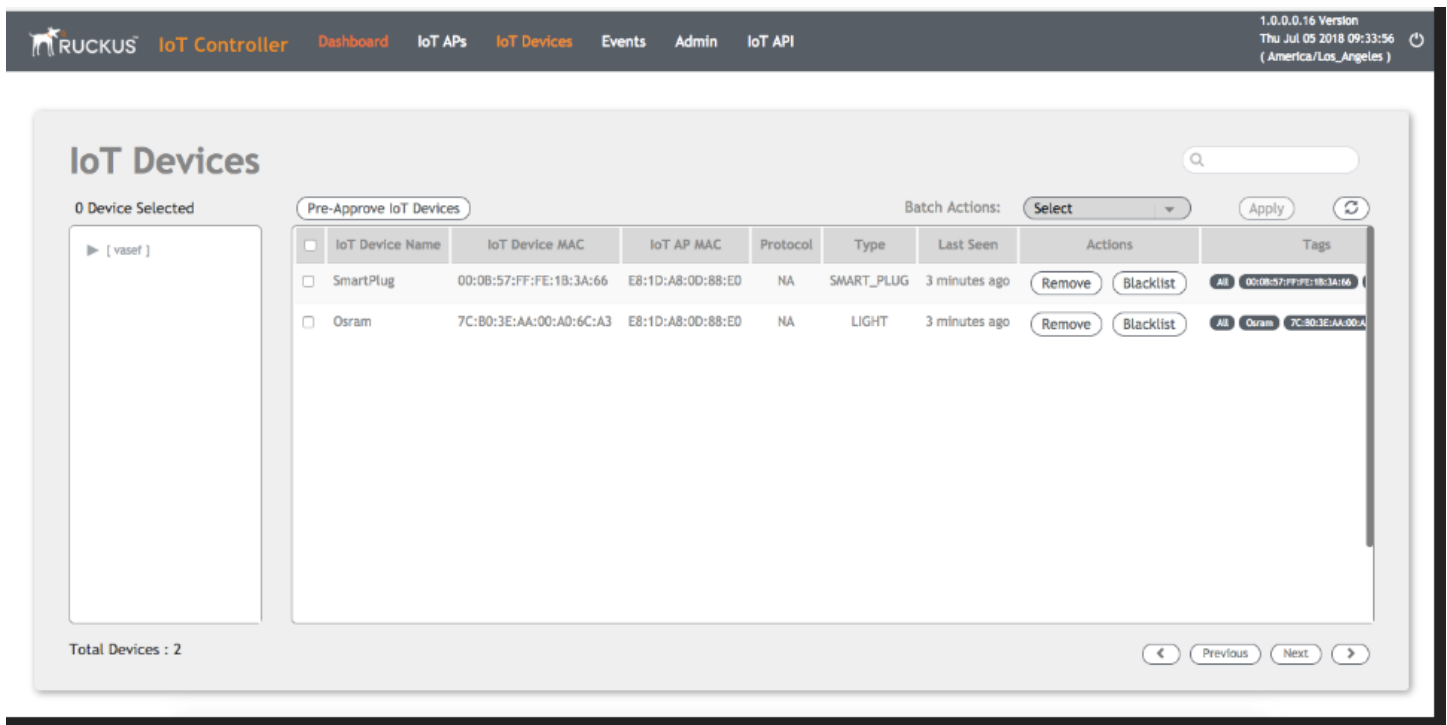 1.0.0.0.16 Version
RUCKUS IoT Controller Dashboard IoT APs IoT Devices Events Admin IoT API Thu Jul 05 2018 09:33:56
( America/Los_Angeles )
IoT Devices
0 Device Selected Pre-Approve IoT Devices Batch Actions: Select Apply
[ vasef ]
IoT Device Name IoT Device MAC IoT AP MAC Protocol Type Last Seen Actions Tags
SmartPlug 00:0B:57:FF:FE:1B:3A:66 E8:1D:A8:0D:88:E0 NA SMART_PLUG 3 minutes ago Remove Blacklist All 00:0B:57:FF:FE:1B:3A:66
Osram 7C:B0:3E:AA:00:A0:6C:A3 E8:1D:A8:0D:88:E0 NA LIGHT 3 minutes ago Remove Blacklist All Osram 7C:B0:3E:AA:00:A
Total Devices : 2 Previous Next